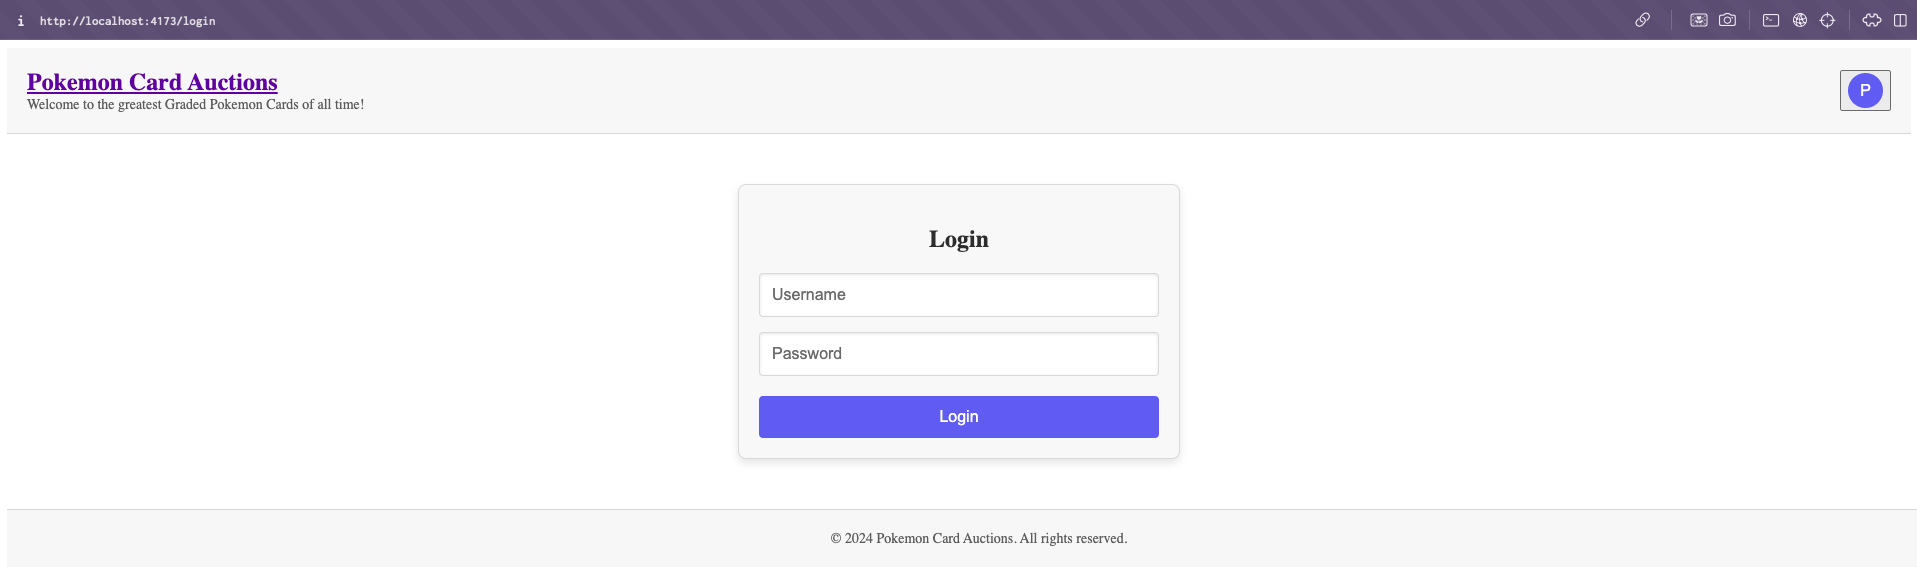 i http://localhost:4173/login
Pokemon Card Auctions
Welcome to the greatest Graded Pokemon Cards of all time!
P
Login
Username
Password
Login
© 2024 Pokemon Card Auctions. All rights reserved.